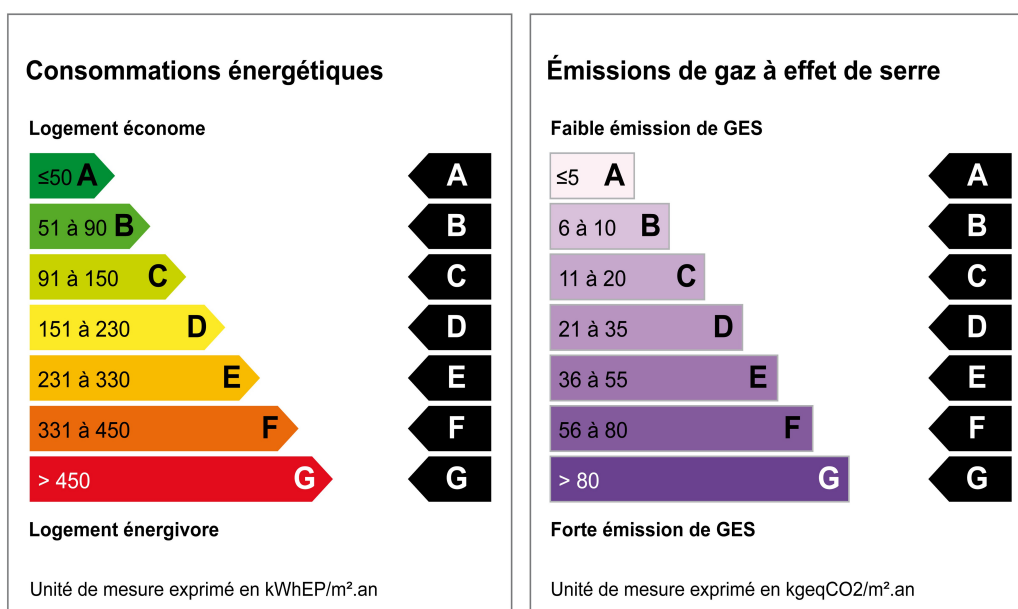 Consommations énergétiques
Logement économe
≤50 A A
51 à 90 B B
91 à 150 C C
151 à 230 D D
231 à 330 E E
331 à 450 F F
> 450 G G
Logement énergivore
Unité de mesure exprimé en kWhEP/m².an
Émissions de gaz à effet de serre
Faible émission de GES
≤5 A A
6 à 10 B B
11 à 20 C C
21 à 35 D D
36 à 55 E E
56 à 80 F F
> 80 G G
Forte émission de GES
Unité de mesure exprimé en kgeqCO2/m².an